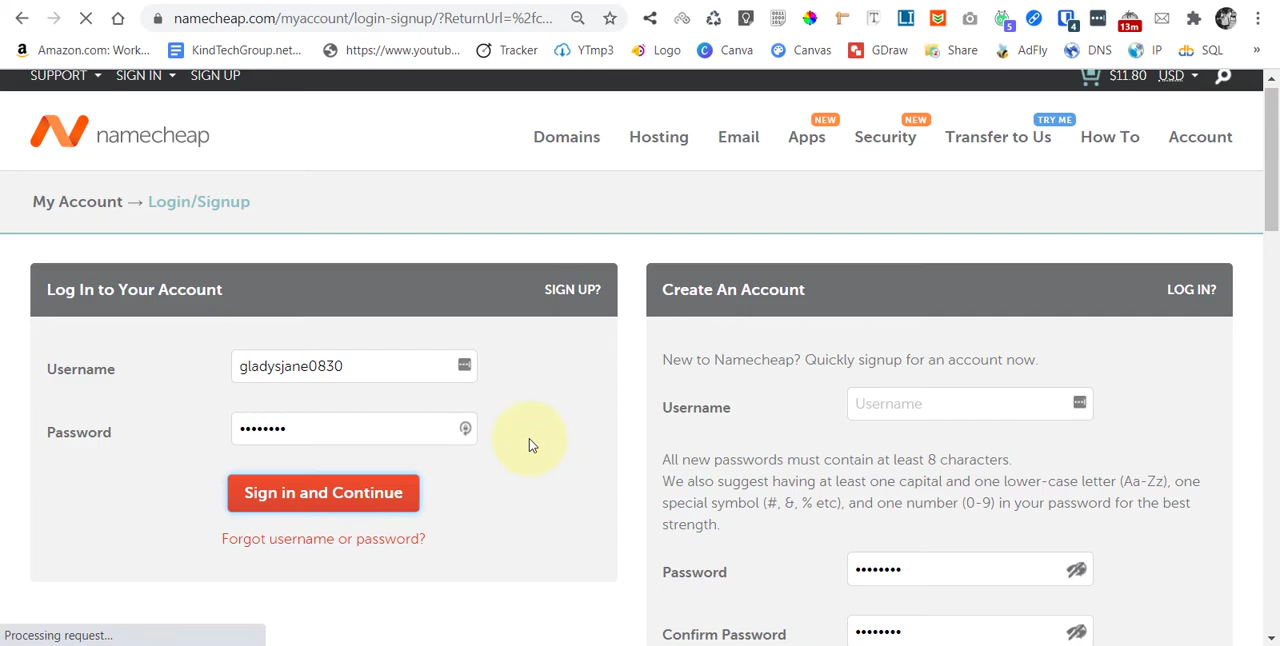 namecheap.com/myaccount/login-signup/?ReturnUrl=%2fc...
5
4
13m
Amazon.com: Work...
KindTechGroup.net...
https://www.youtub...
Tracker
YTmp3
Logo
Canva
Canvas
GDraw
Share
AdFly
DNS
IP
SQL
»
SUPPORT
SIGN IN
SIGN UP
$11.80
USD
namecheap
Domains
Hosting
Email
Apps
NEW
Security
NEW
Transfer to Us
TRY ME
How To
Account
My Account → Login/Signup
Log In to Your Account
SIGN UP?
Username
gladysjane0830
Password
••••••••
Sign in and Continue
Forgot username or password?
Create An Account
LOG IN?
New to Namecheap? Quickly signup for an account now.
Username
Username
All new passwords must contain at least 8 characters.
We also suggest having at least one capital and one lower-case letter (Aa-Zz), one
special symbol (#, &, % etc), and one number (0-9) in your password for the best
strength.
Password
••••••••
Confirm Password
••••••••
Processing request...